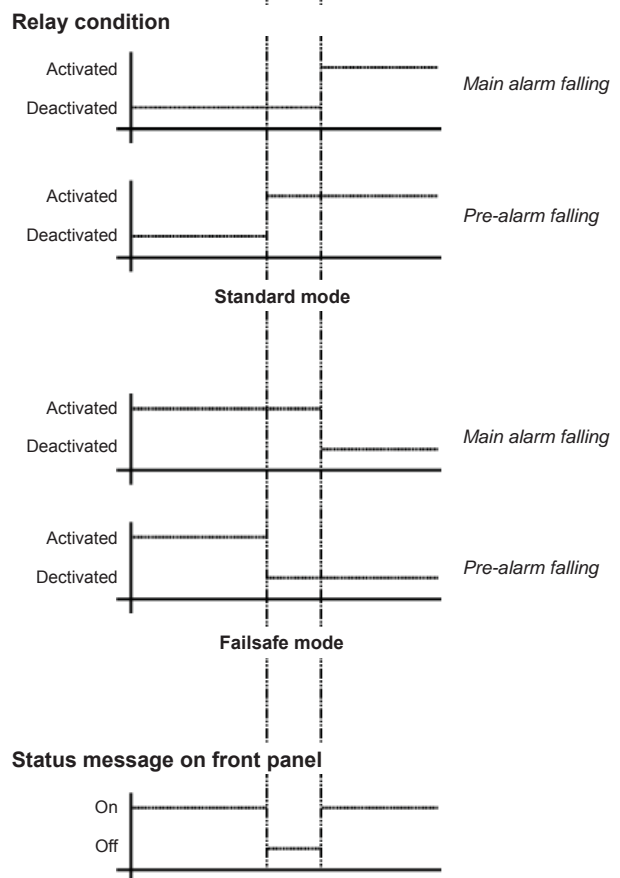 Relay condition
Activated
Main alarm falling
Deactivated
Activated
Pre-alarm falling
Deactivated
Standard mode
Activated
Main alarm falling
Deactivated
Activated
Pre-alarm falling
Dectivated
Failsafe mode
Status message on front panel
On
Off